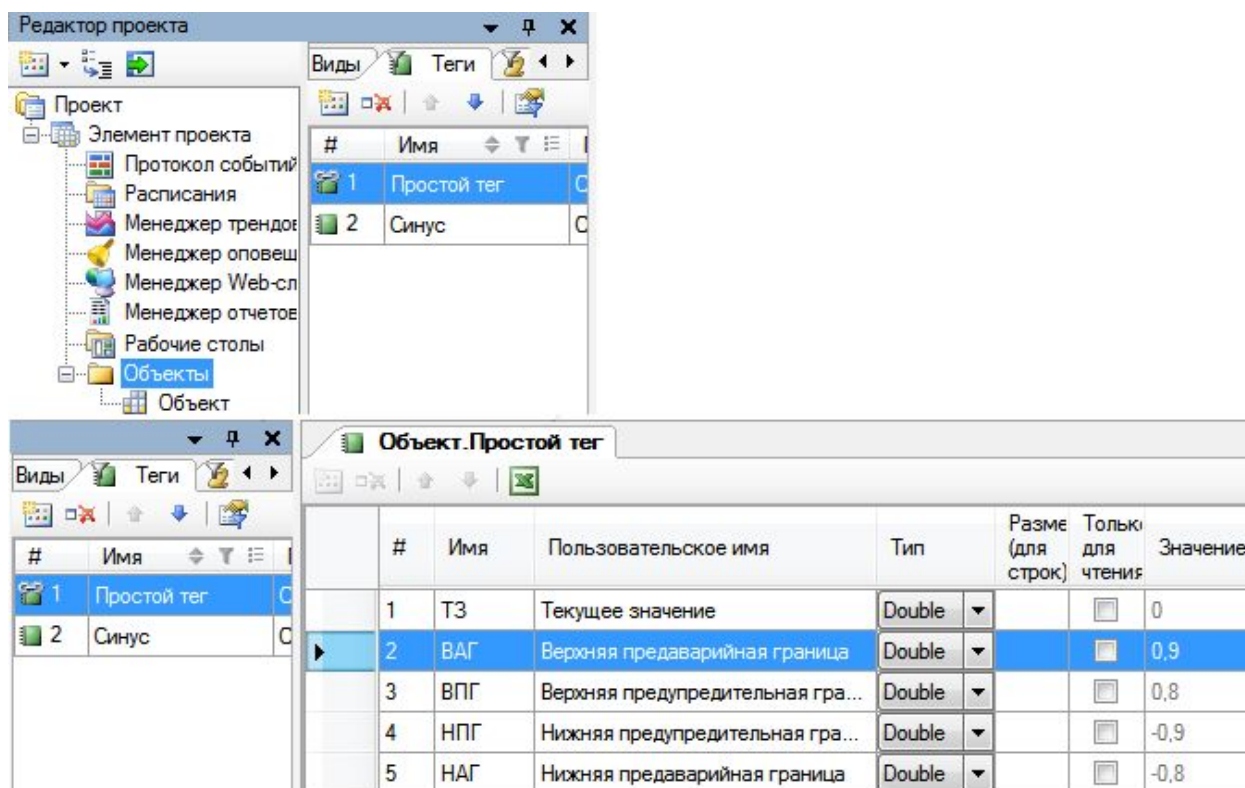 Редактор проекта
Виды Теги
Проект
Элемент проекта
Протокол событий
Расписания
Менеджер трендов
Менеджер оповещ
Менеджер Web-сл
Менеджер отчетов
Рабочие столы
Объекты
Объект
# Имя
1 Простой тег
2 Синус
Виды Теги
# Имя
1 Простой тег
2 Синус
Объект.Простой тег
# Имя Пользовательское имя Тип Разме (для строк) Только для чтения Значение
1 ТЗ Текущее значение Double 0
2 ВАГ Верхняя предаварийная граница Double 0,9
3 ВПГ Верхняя предупредительная гра... Double 0,8
4 НПГ Нижняя предупредительная гра... Double -0,9
5 НАГ Нижняя предаварийная граница Double -0,8